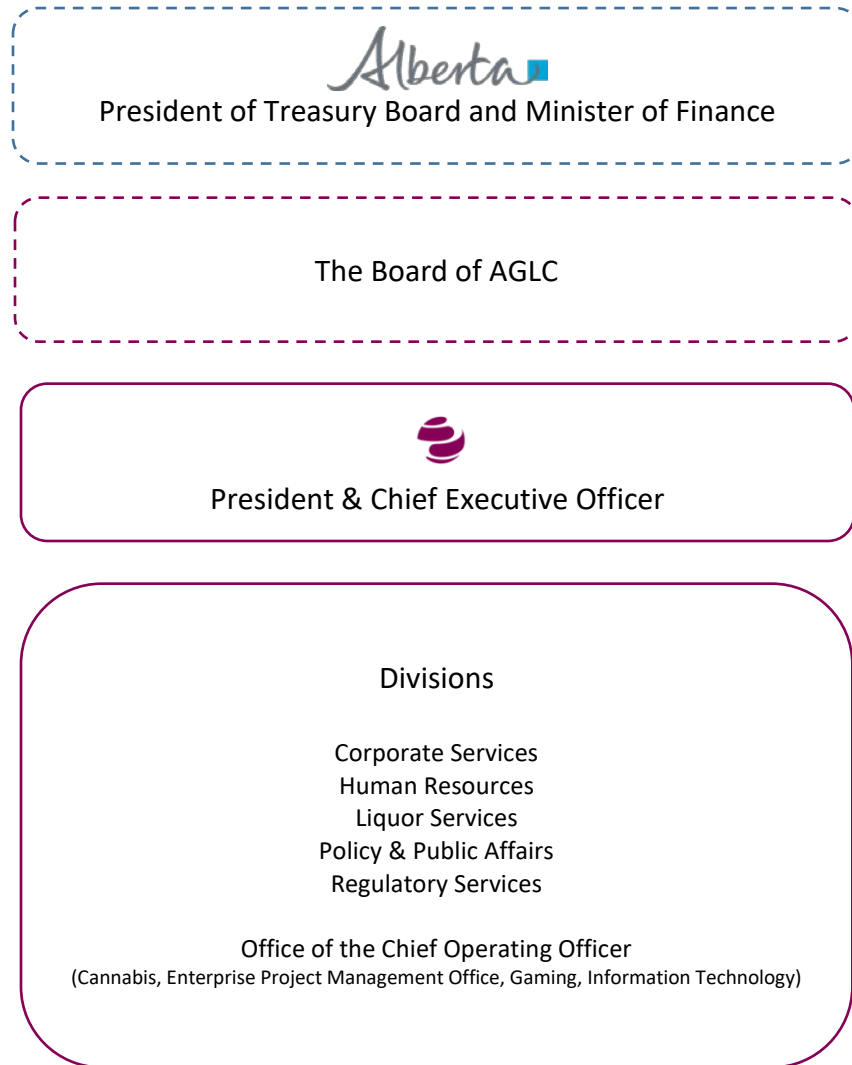 Alberta
President of Treasury Board and Minister of Finance
The Board of AGLC
President & Chief Executive Officer
Divisions
Corporate Services
Human Resources
Liquor Services
Policy & Public Affairs
Regulatory Services
Office of the Chief Operating Officer
(Cannabis, Enterprise Project Management Office, Gaming, Information Technology)